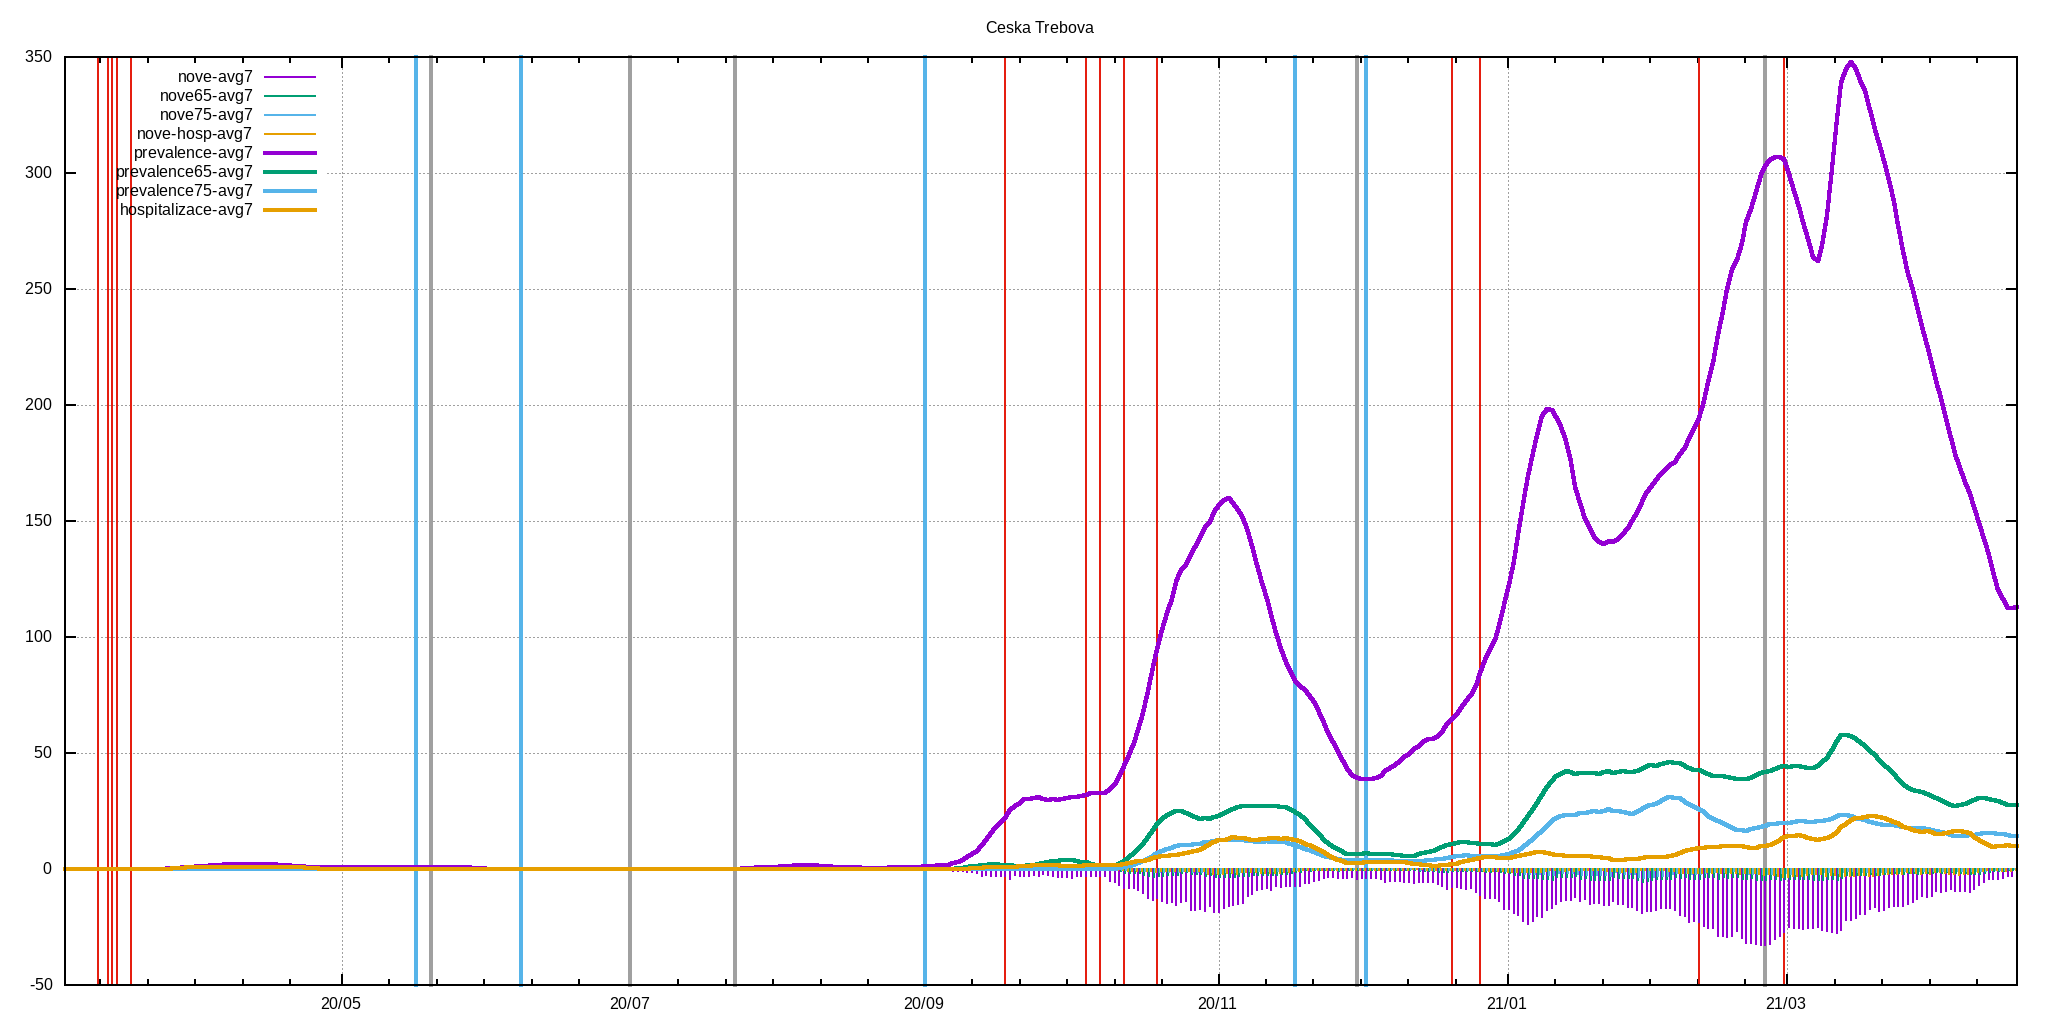 Ceska Trebova
350
300
250
200
150
100
50
0
-50
nove-avg7
nove65-avg7
nove75-avg7
nove-hosp-avg7
prevalence-avg7
prevalence65-avg7
prevalence75-avg7
hospitalizace-avg7
20/05
20/07
20/09
20/11
21/01
21/03